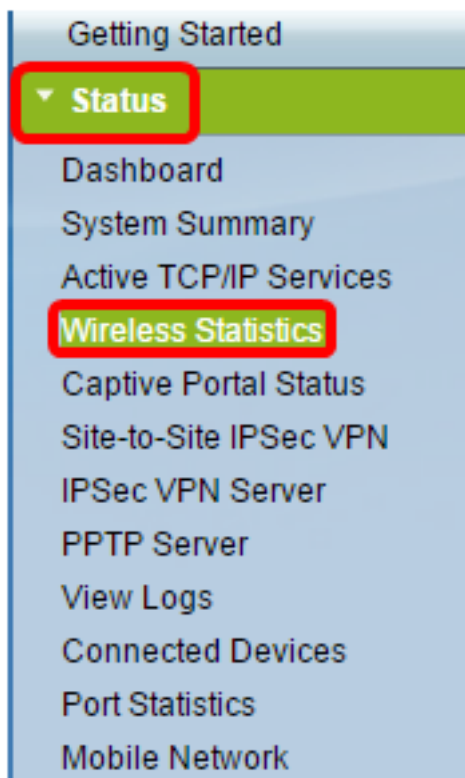 Getting Started
Status
Dashboard
System Summary
Active TCP/IP Services
Wireless Statistics
Captive Portal Status
Site-to-Site IPSec VPN
IPSec VPN Server
PPTP Server
View Logs
Connected Devices
Port Statistics
Mobile Network